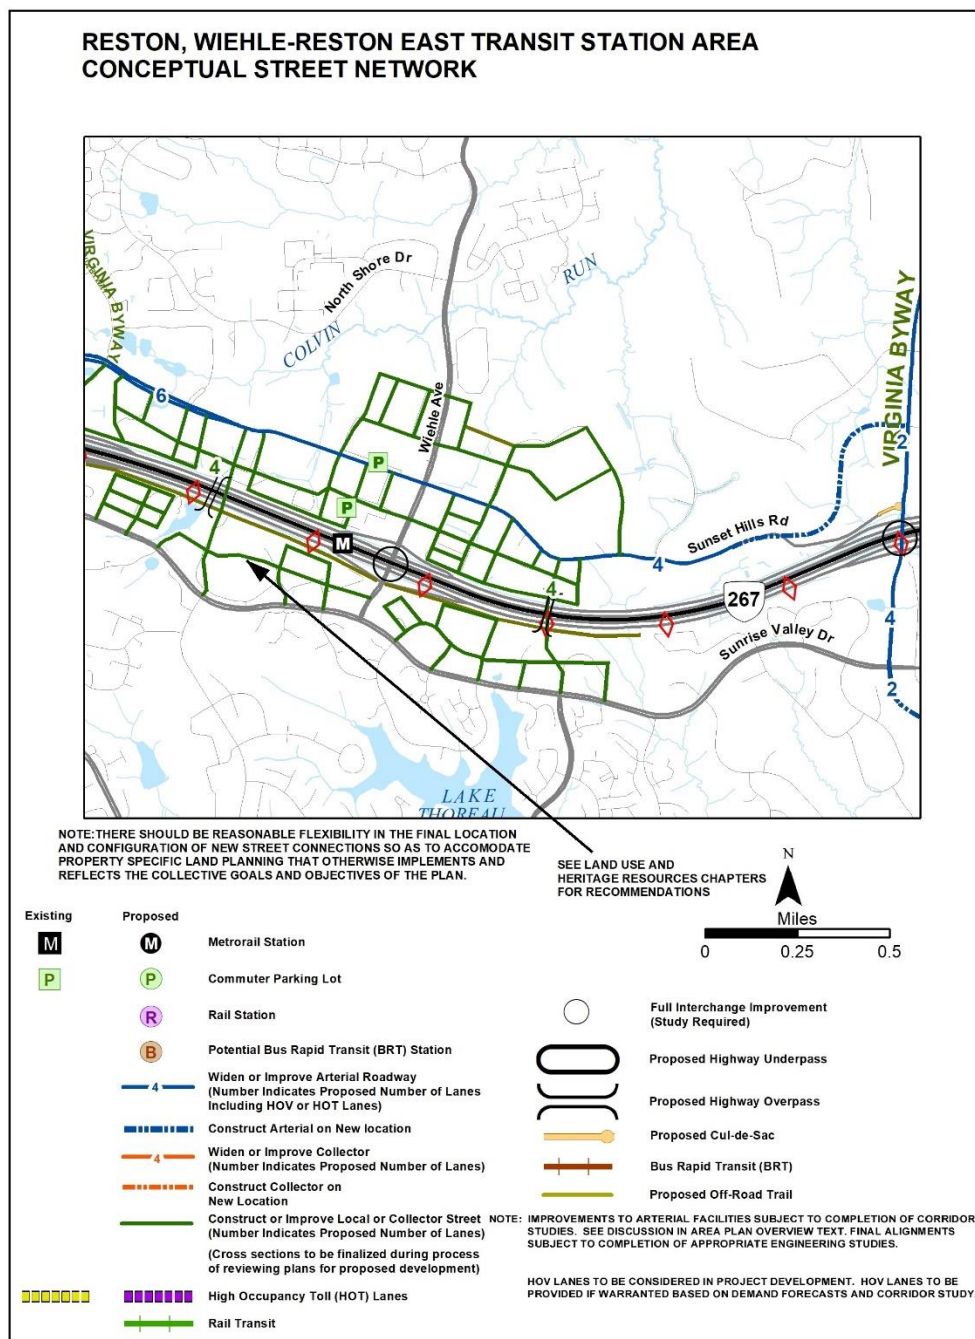 RESTON, WIEHLE-RESTON EAST TRANSIT STATION AREA
CONCEPTUAL STREET NETWORK
VIRGINIA BYWAY
North Shore Dr
COLVIN
RUN
VIRGINIA BYWAY
Wiehle Ave
6
2
P
4
P
M
Sunset Hills Rd
4
4
267
4
Sunrise Valley Dr
2
LAKE
THOREAU
NOTE:THERE SHOULD BE REASONABLE FLEXIBILITY IN THE FINAL LOCATION
AND CONFIGURATION OF NEW STREET CONNECTIONS SO AS TO ACCOMODATE
PROPERTY SPECIFIC LAND PLANNING THAT OTHERWISE IMPLEMENTS AND
REFLECTS THE COLLECTIVE GOALS AND OBJECTIVES OF THE PLAN.
SEE LAND USE AND
HERITAGE RESOURCES CHAPTERS
FOR RECOMMENDATIONS
N
Miles
0 0.25 0.5
Existing Proposed
M M Metrorail Station
P P Commuter Parking Lot
R Rail Station
B Potential Bus Rapid Transit (BRT) Station
4 Widen or Improve Arterial Roadway
(Number Indicates Proposed Number of Lanes
Including HOV or HOT Lanes)
Construct Arterial on New location
4 Widen or Improve Collector
(Number Indicates Proposed Number of Lanes)
Construct Collector on
New Location
Construct or Improve Local or Collector Street
(Number Indicates Proposed Number of Lanes)
(Cross sections to be finalized during process
of reviewing plans for proposed development)
High Occupancy Toll (HOT) Lanes
Rail Transit
Full Interchange Improvement
(Study Required)
Proposed Highway Underpass
Proposed Highway Overpass
Proposed Cul-de-Sac
Bus Rapid Transit (BRT)
Proposed Off-Road Trail
NOTE: IMPROVEMENTS TO ARTERIAL FACILITIES SUBJECT TO COMPLETION OF CORRIDOR
STUDIES. SEE DISCUSSION IN AREA PLAN OVERVIEW TEXT. FINAL ALIGNMENTS
SUBJECT TO COMPLETION OF APPROPRIATE ENGINEERING STUDIES.
HOV LANES TO BE CONSIDERED IN PROJECT DEVELOPMENT. HOV LANES TO BE
PROVIDED IF WARRANTED BASED ON DEMAND FORECASTS AND CORRIDOR STUDY.